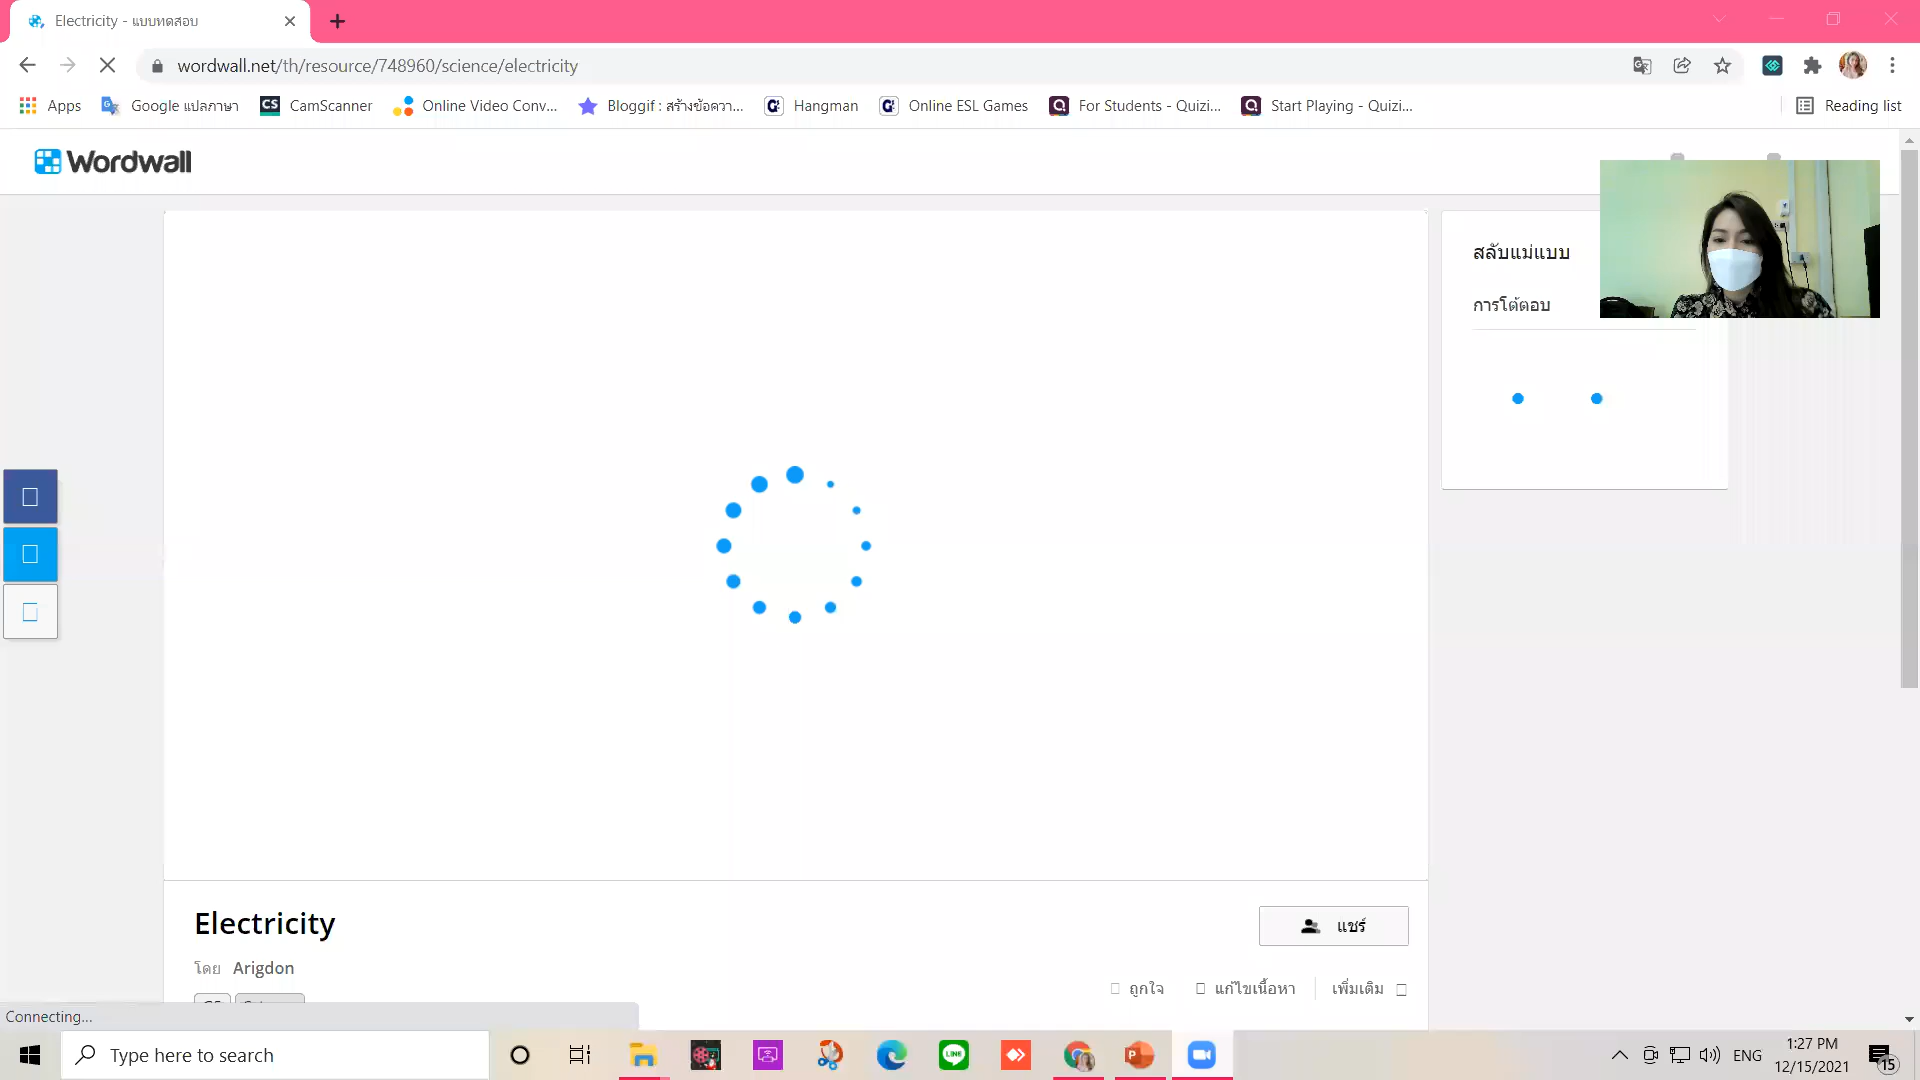 Electricity - แบบทดสอบ
wordwall.net/th/resource/748960/science/electricity
Apps
Google แปลภาษา
CS
CamScanner
Online Video Conv...
Bloggif : สร้างข้อควา...
Hangman
Online ESL Games
For Students - Quizi...
Start Playing - Quizi...
Reading list
Wordwall
สลับแม่แบบ
การโต้ตอบ
Electricity
แชร์
โดย Arigdon
ถูกใจ
แก้ไขเนื้อหา
เพิ่มเติม
Connecting...
Type here to search
LINE
ENG
1:27 PM
12/15/2021
15